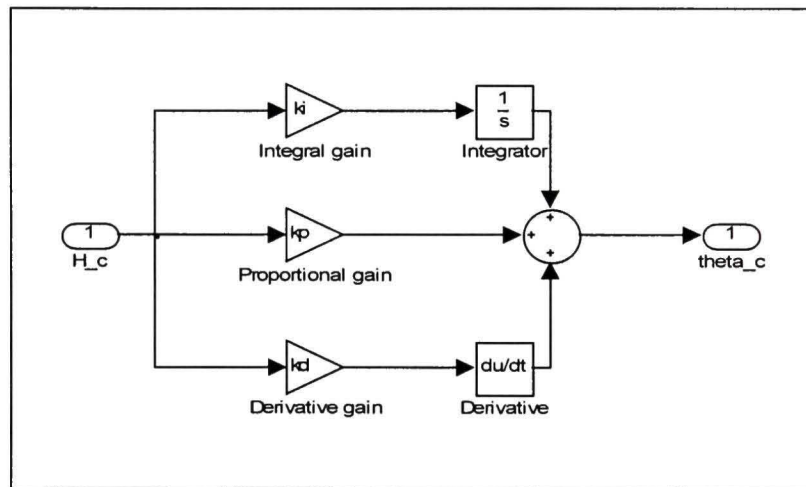 ki
1
s
Integral gain
Integrator
1
H_c
kp
Proportional gain
+
+
+
1
theta_c
kd
du/dt
Derivative gain
Derivative